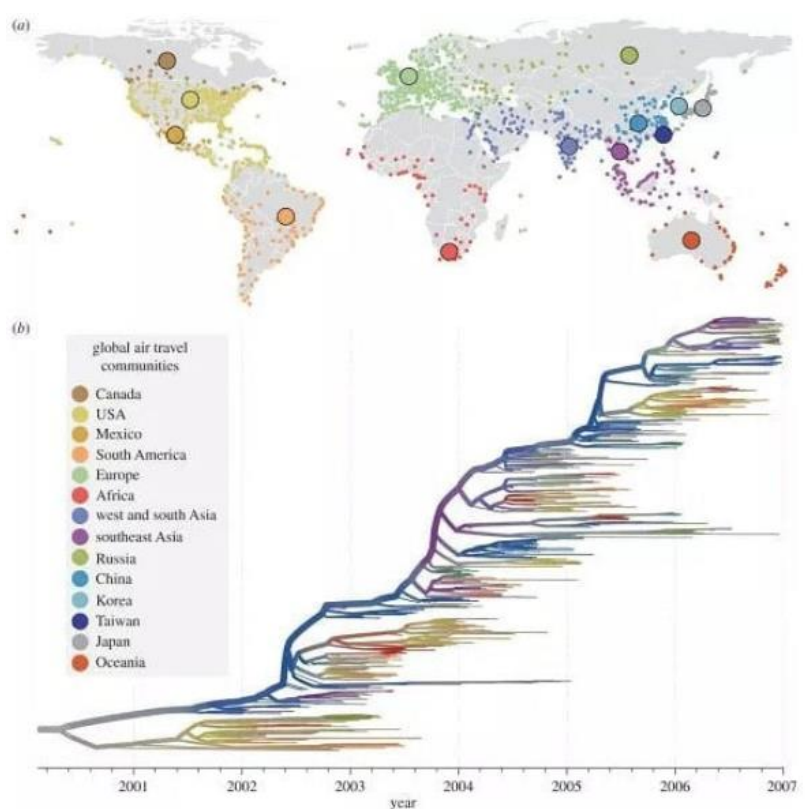 (a)
(b)
global air travel
communities
Canada
USA
Mexico
South America
Europe
Africa
west and south Asia
southeast Asia
Russia
China
Korea
Taiwan
Japan
Oceania
2001 2002 2003 2004 2005 2006 2007
year